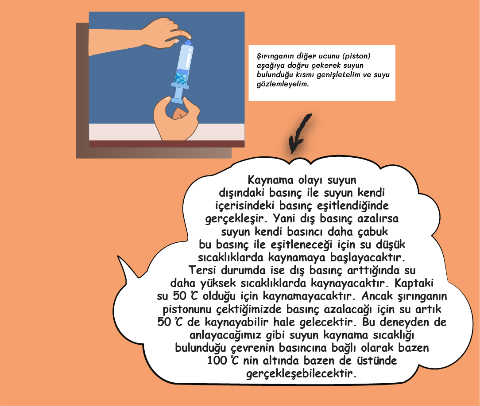 Şırınganın diğer ucunu (piston)
aşağıya doğru çekerek suyun
bulunduğu kısmı genişletelim ve suyu
gözlemleyelim.
Kaynama olayı suyun
dışındaki basınç ile suyun kendi
içerisindeki basınç eşitlendiğinde
gerçekleşir. Yani dış basınç azalırsa
suyun kendi basıncı daha çabuk
bu basınç ile eşitleneceği için su düşük
sıcaklıklarda kaynamaya başlayacaktır.
Tersi durumda ise dış basınç arttığında su
daha yüksek sıcaklıklarda kaynayacaktır. Kaptaki
su 50 ℃ olduğu için kaynamayacaktır. Ancak şırınganın
pistonunu çektiğimizde basınç azalacağı için su artık
50 ℃ de kaynayabilir hale gelecektir. Bu deneyden de
anlayacağımız gibi suyun kaynama sıcaklığı
bulunduğu çevrenin basıncına bağlı olarak bazen
100 ℃ nin altında bazen de üstünde
gerçekleşebilecektir.